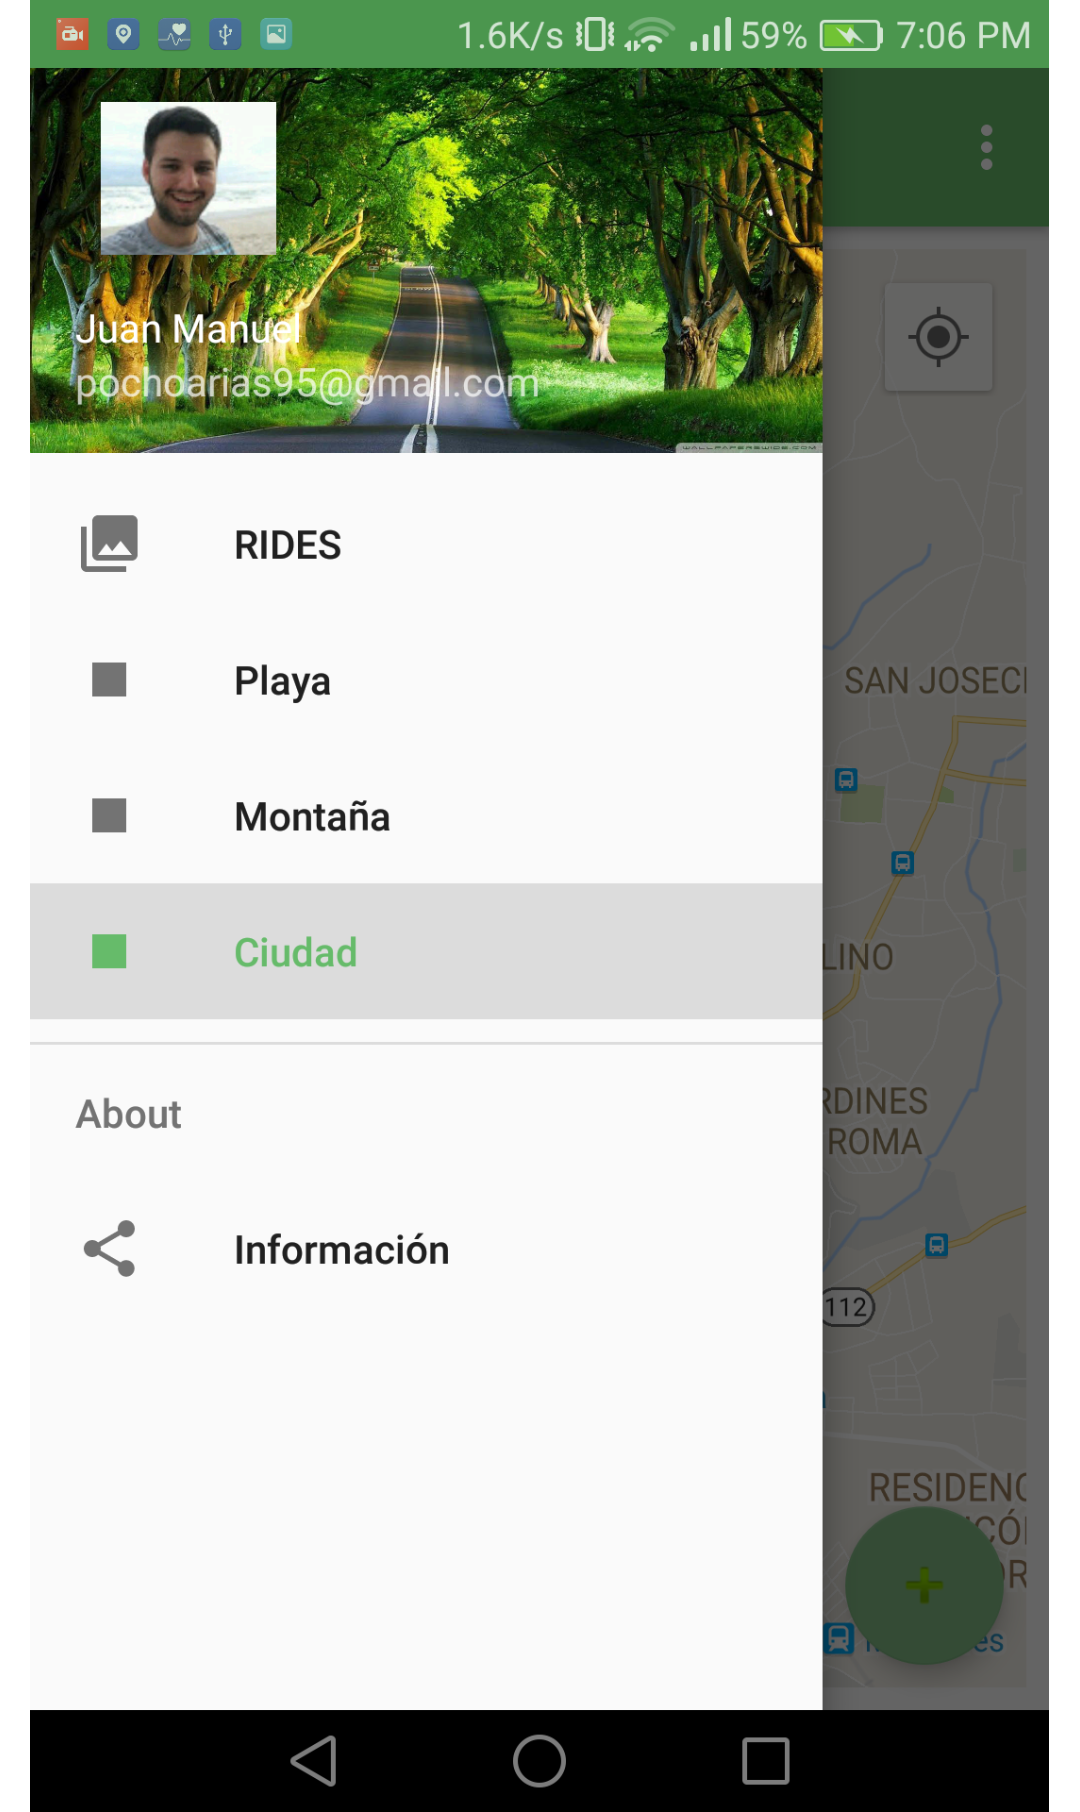 1.6K/s 59% 7:06 PM
Juan Manuel
pochoarias95@gmail.com
RIDES
Playa
Montaña
Ciudad
About
Información
SAN JOSEC
LINO
RDINES
ROMA
112
RESIDENC
CÓ
R
es